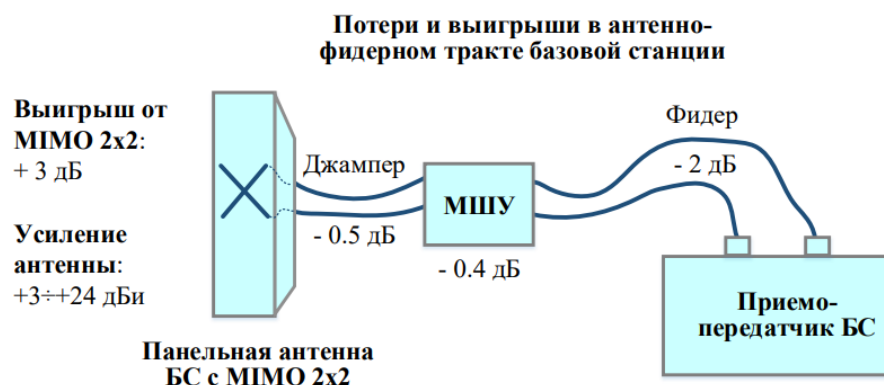 Потери и выигрыши в антенно-
фидерном тракте базовой станции
Выигрыш от
MIMO 2x2:
+ 3 дБ
Усиление
антенны:
+3÷+24 дБи
Джампер
- 0.5 дБ
МШУ
- 0.4 дБ
Фидер
- 2 дБ
Приемо-
передатчик БС
Панельная антенна
БС с MIMO 2x2